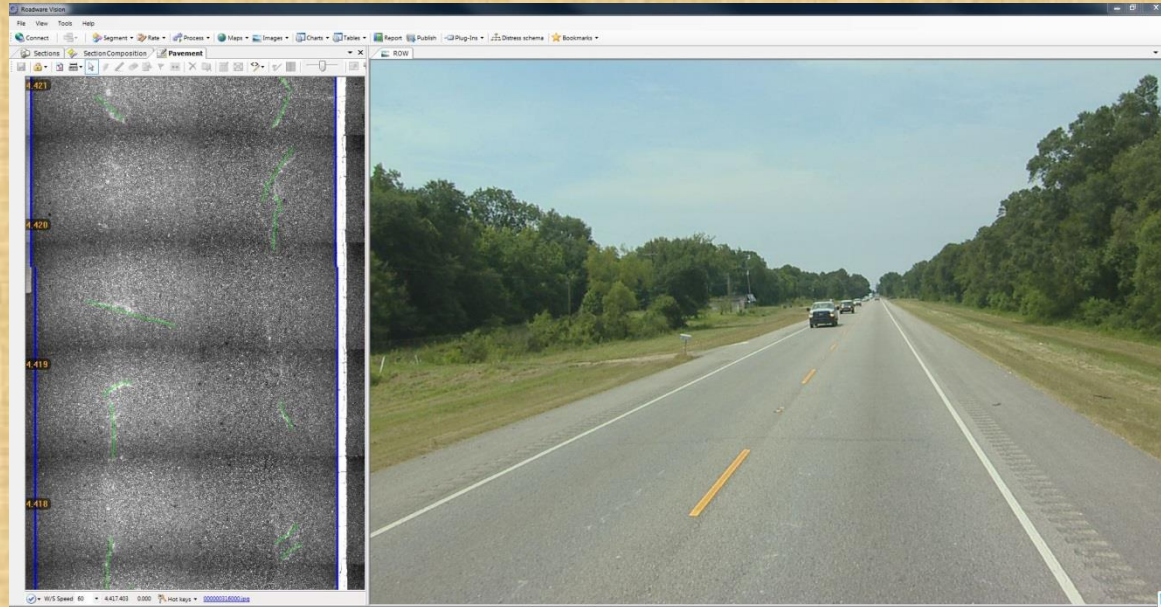 Roadware Vision
File View Tools Help
Connect Segment Rate Process Maps Images Charts Tables Report Publish Plug-Ins Distress schema Bookmarks
Sections Section Composition Pavement
ROW
4.421
4.420
4.419
4.418
W/S Speed 60 4.417.403 0.000 Hot keys 000000316000.jpg